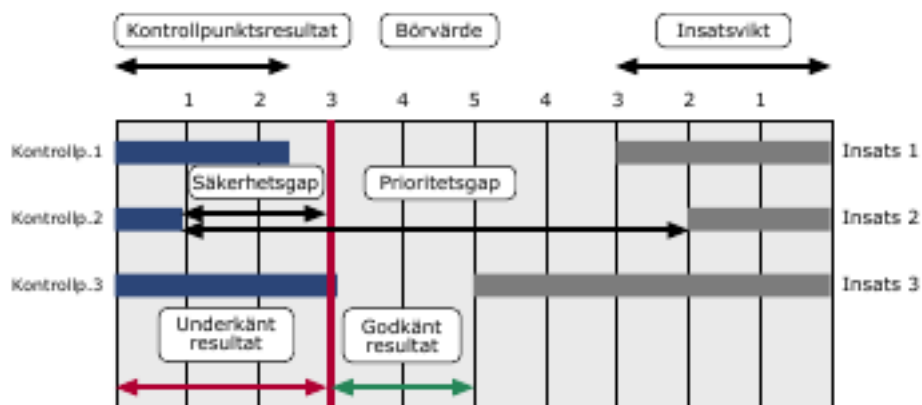 Kontrollpunktsresultat Börvärde Insatsvikt
1 2 3 4 5 4 3 2 1
Kontrollp.1 Insats 1
Säkerhetsgap Prioritetsgap
Kontrollp.2 Insats 2
Kontrollp.3 Insats 3
Underkänt
resultat
Godkänt
resultat